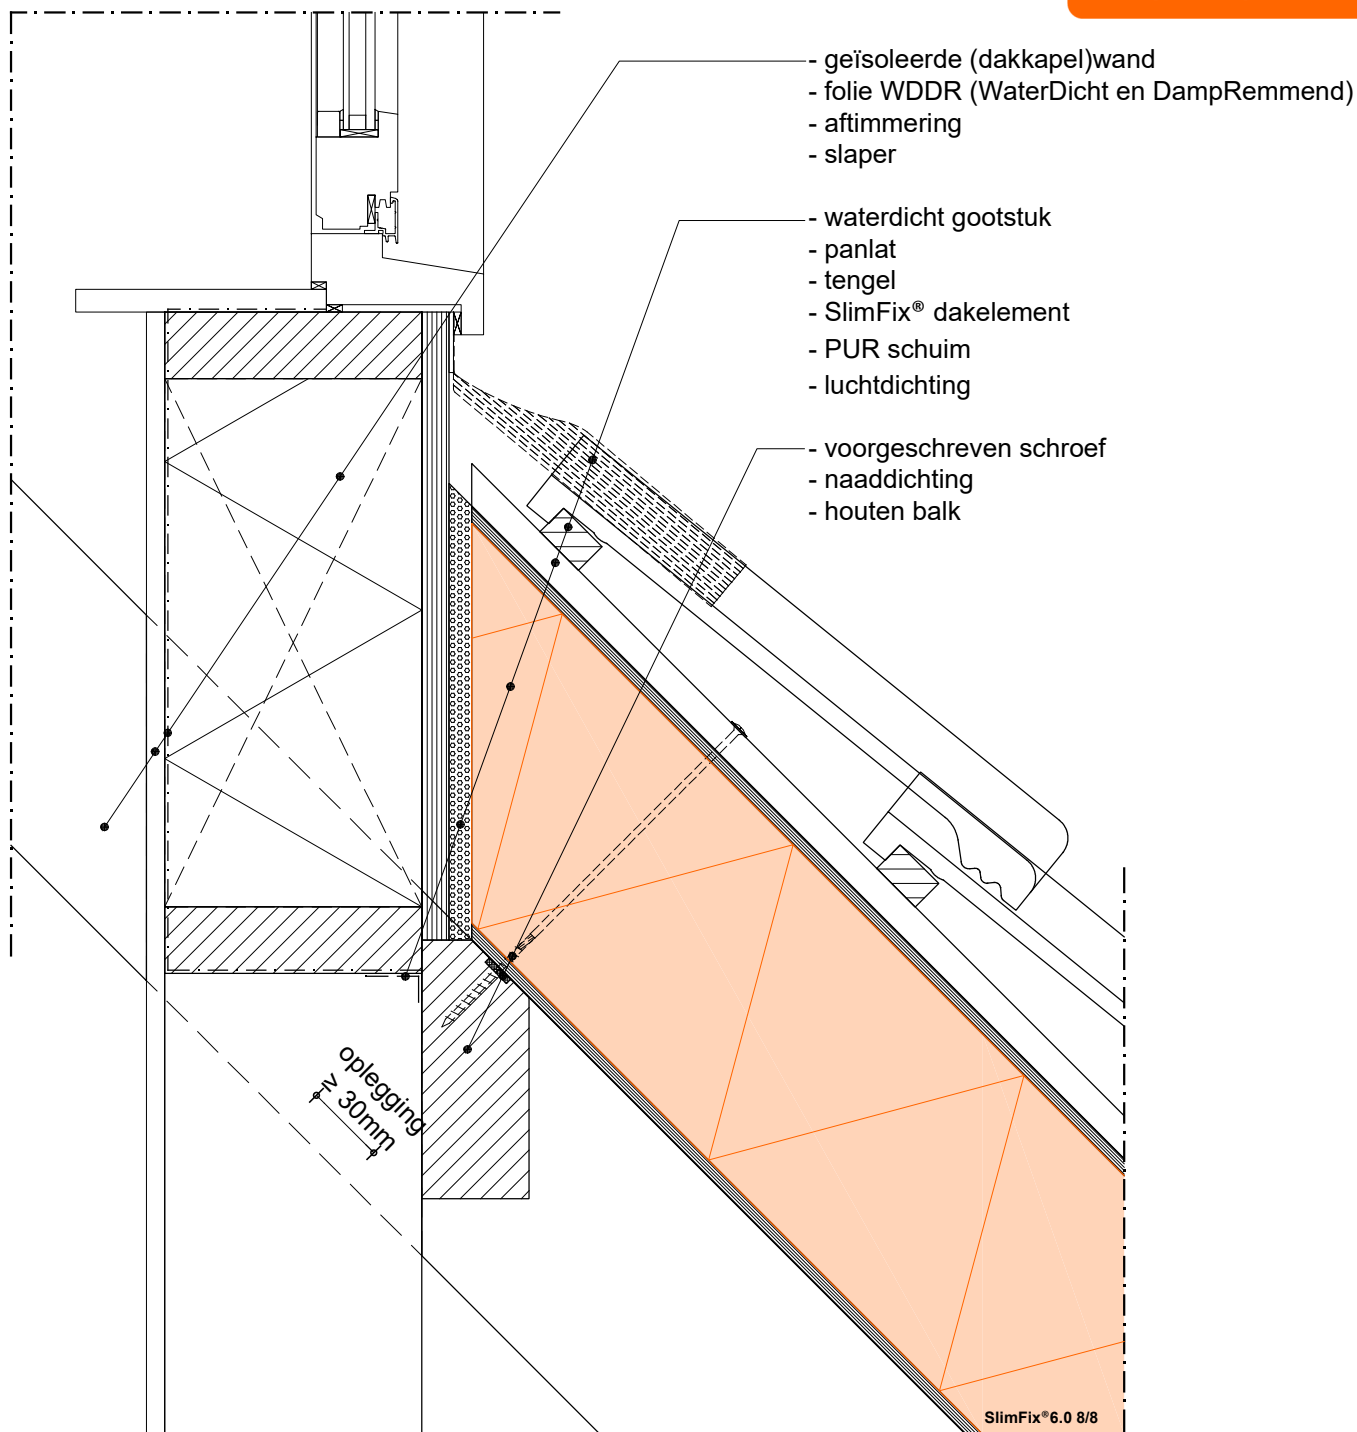 - geïsoleerde (dakkapel)wand
- folie WDDR (WaterDicht en DampRemmend)
- aftimmering
- slaper
- waterdicht gootstuk
- panlat
- tengel
- SlimFix® dakelement
- PUR schuim
- luchtdichting
- voorgeschreven schroef
- naaddichting
- houten balk
oplegging
≥ 30mm
SlimFix®6.0 8/8